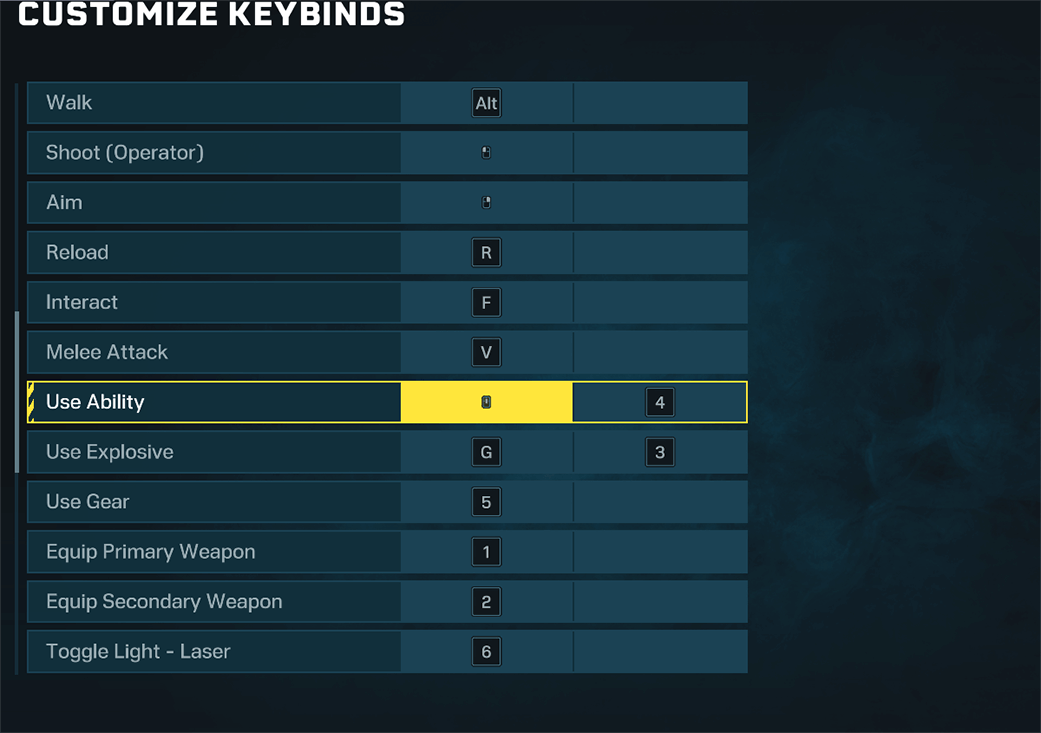 CUSTOMIZE KEYBINDS
Walk Alt
Shoot (Operator)
Aim
Reload R
Interact F
Melee Attack V
Use Ability 4
Use Explosive G 3
Use Gear 5
Equip Primary Weapon 1
Equip Secondary Weapon 2
Toggle Light - Laser 6